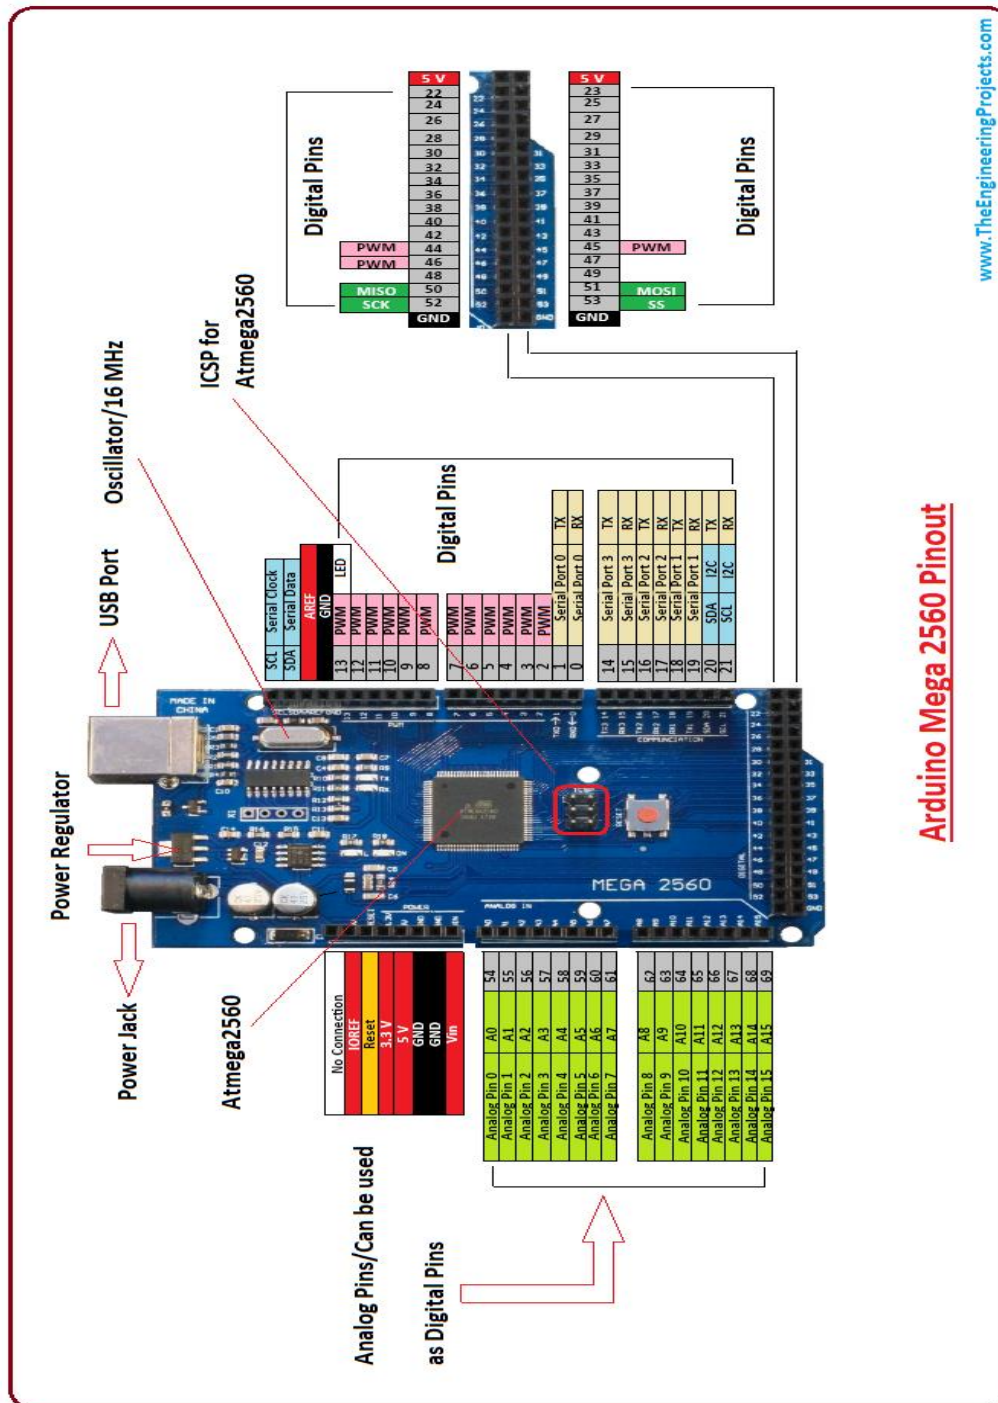 www.TheEngineeringProjects.com
Arduino Mega 2560 Pinout
USB Port
Oscillator/16 MHz
ICSP for
Atmega2560
Power Regulator
Power Jack
Atmega2560
Analog Pins/Can be used
as Digital Pins
Digital Pins
Digital Pins
Digital Pins
5 V
22
24
26
28
30
32
34
36
38
40
42
PWM 44
PWM 46
48
MISO 50
SCK 52
GND
5 V
23
25
27
29
31
33
35
37
39
41
43
45 PWM
47
49
51 MOSI
53 SS
GND
SCL Serial Clock
SDA Serial Data
AREF
GND
13 PWM LED
12 PWM
11 PWM
10 PWM
9 PWM
8 PWM
7 PWM
6 PWM
5 PWM
4 PWM
3 PWM
2 PWM
1 Serial Port 0 TX
0 Serial Port 0 RX
14 Serial Port 3 TX
15 Serial Port 3 RX
16 Serial Port 2 TX
17 Serial Port 2 RX
18 Serial Port 1 TX
19 Serial Port 1 RX
20 SDA I2C TX
21 SCL I2C RX
No Connection
IOREF
Reset
3.3 V
5 V
GND
GND
Vin
Analog Pin 0 A0 54
Analog Pin 1 A1 55
Analog Pin 2 A2 56
Analog Pin 3 A3 57
Analog Pin 4 A4 58
Analog Pin 5 A5 59
Analog Pin 6 A6 60
Analog Pin 7 A7 61
Analog Pin 8 A8 62
Analog Pin 9 A9 63
Analog Pin 10 A10 64
Analog Pin 11 A11 65
Analog Pin 12 A12 66
Analog Pin 13 A13 67
Analog Pin 14 A14 68
Analog Pin 15 A15 69
MADE IN
CHINA
MEGA 2560
POWER
ANALOG IN
PWM
COMMUNICATION